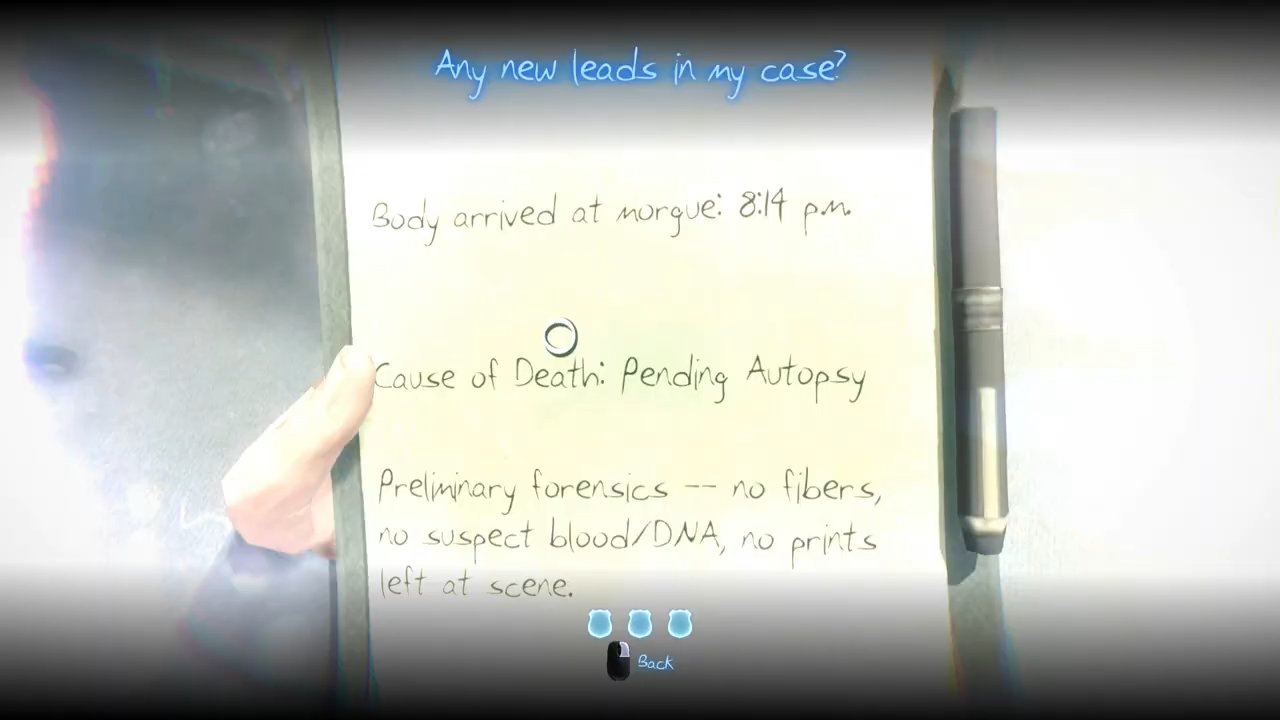 Any new leads in my case?
Body arrived at morgue: 8:14 p.m.
Cause of Death: Pending Autopsy
Preliminary forensics -- no fibers,
no suspect blood/DNA, no prints
left at scene.
Back